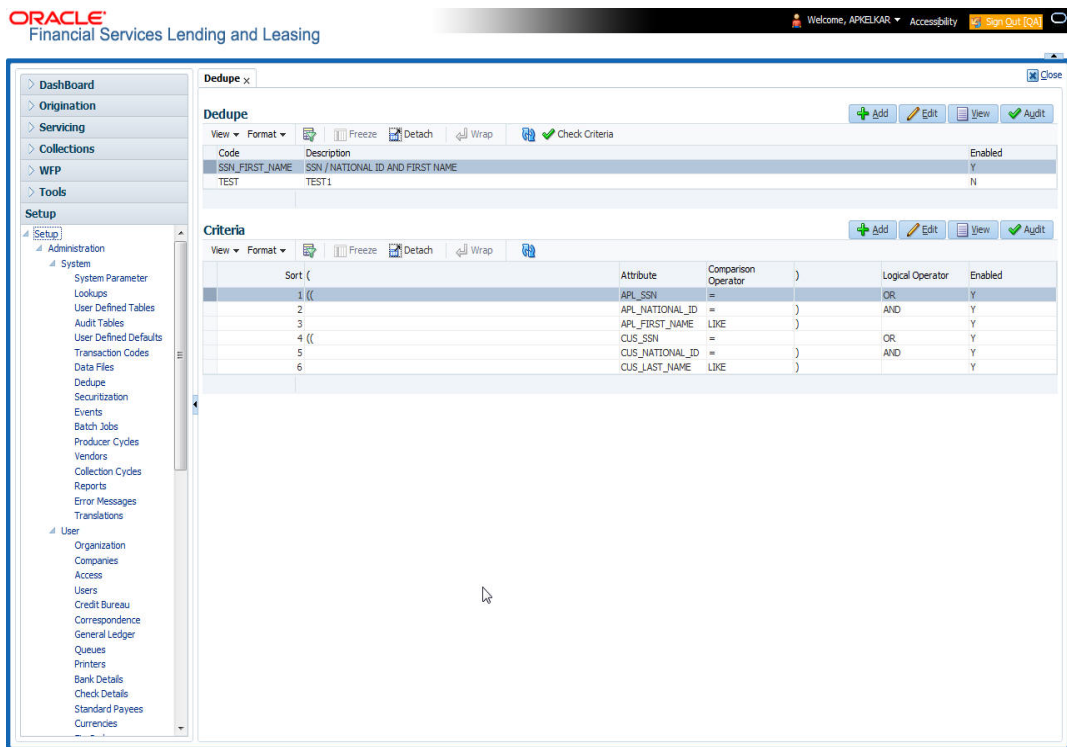 ORACLE®
Financial Services Lending and Leasing
Welcome, APKELKAR Accessibility Sign Out [QA]
DashBoard
Origination
Servicing
Collections
WFP
Tools
Setup
Setup
Administration
System
System Parameter
Lookups
User Defined Tables
Audit Tables
User Defined Defaults
Transaction Codes
Data Files
Dedupe
Securitization
Events
Batch Jobs
Producer Cycles
Vendors
Collection Cycles
Reports
Error Messages
Translations
User
Organization
Companies
Access
Users
Credit Bureau
Correspondence
General Ledger
Queues
Printers
Bank Details
Check Details
Standard Payees
Currencies
Dedupe x Close
Dedupe Add Edit View Audit
View Format Freeze Detach Wrap Check Criteria
Code Description Enabled
SSN_FIRST_NAME SSN / NATIONAL ID AND FIRST NAME Y
TEST TEST1 N
Criteria Add Edit View Audit
View Format Freeze Detach Wrap
Sort ( Attribute Comparison Operator ) Logical Operator Enabled
1 (( APL_SSN = OR Y
2 APL_NATIONAL_ID = ) AND Y
3 APL_FIRST_NAME LIKE ) Y
4 (( CUS_SSN = OR Y
5 CUS_NATIONAL_ID = ) AND Y
6 CUS_LAST_NAME LIKE ) Y